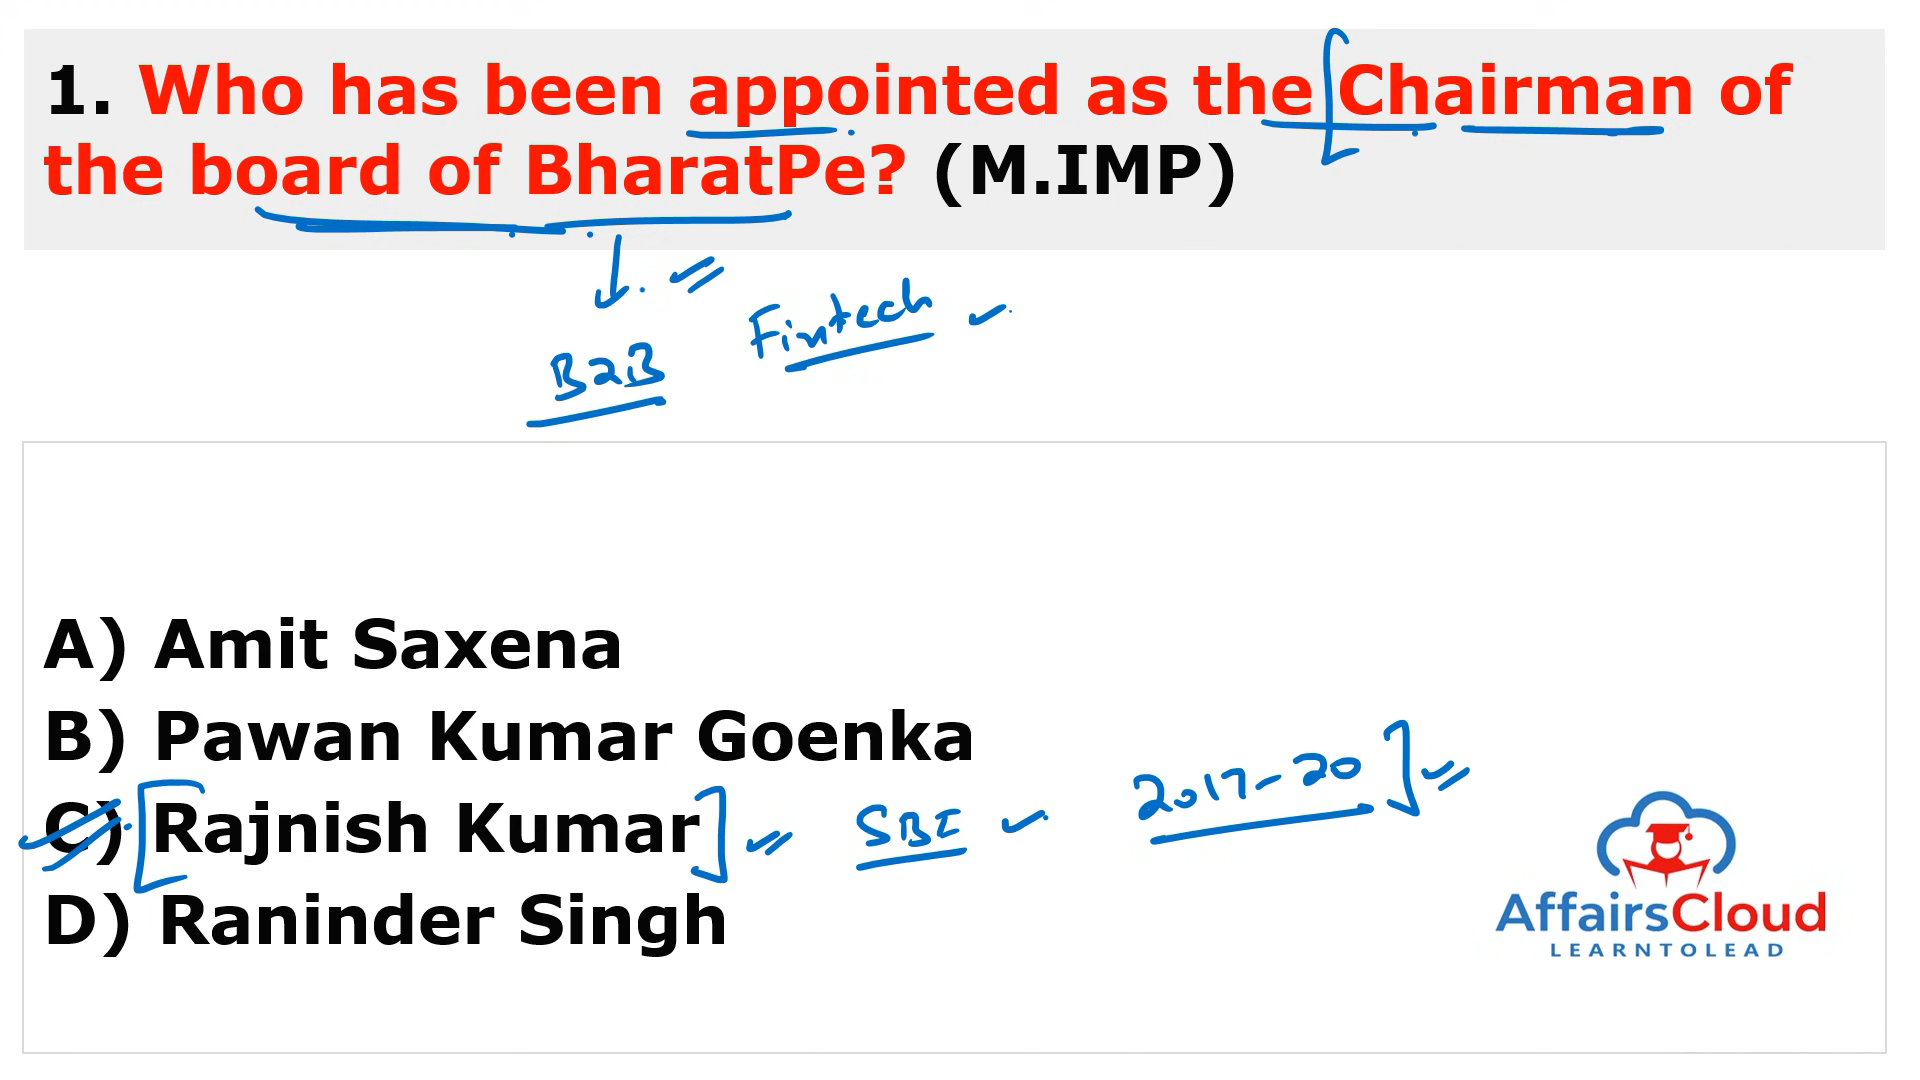 1. Who has been appointed as the Chairman of
the board of BharatPe? (M.IMP)
B2B Fintech
A) Amit Saxena
B) Pawan Kumar Goenka
C) Rajnish Kumar SBI 2017-20
D) Raninder Singh
AffairsCloud
LEARNTOLEAD